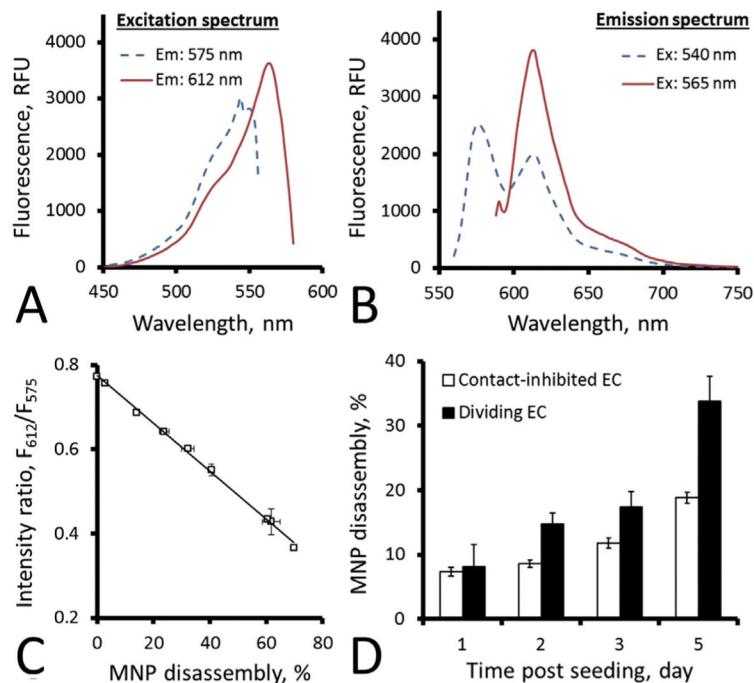 Excitation spectrum
Em: 575 nm
Em: 612 nm
Fluorescence, RFU
4000
3000
2000
1000
0
450 500 550 600
Wavelength, nm
A
Emission spectrum
Ex: 540 nm
Ex: 565 nm
Fluorescence, RFU
4000
3000
2000
1000
0
550 600 650 700 750
Wavelength, nm
B
Intensity ratio, F612/F575
0.8
0.6
0.4
0.2
0 20 40 60 80
MNP disassembly, %
C
Contact-inhibited EC
Dividing EC
MNP disassembly, %
40
30
20
10
0
1 2 3 5
Time post seeding, day
D